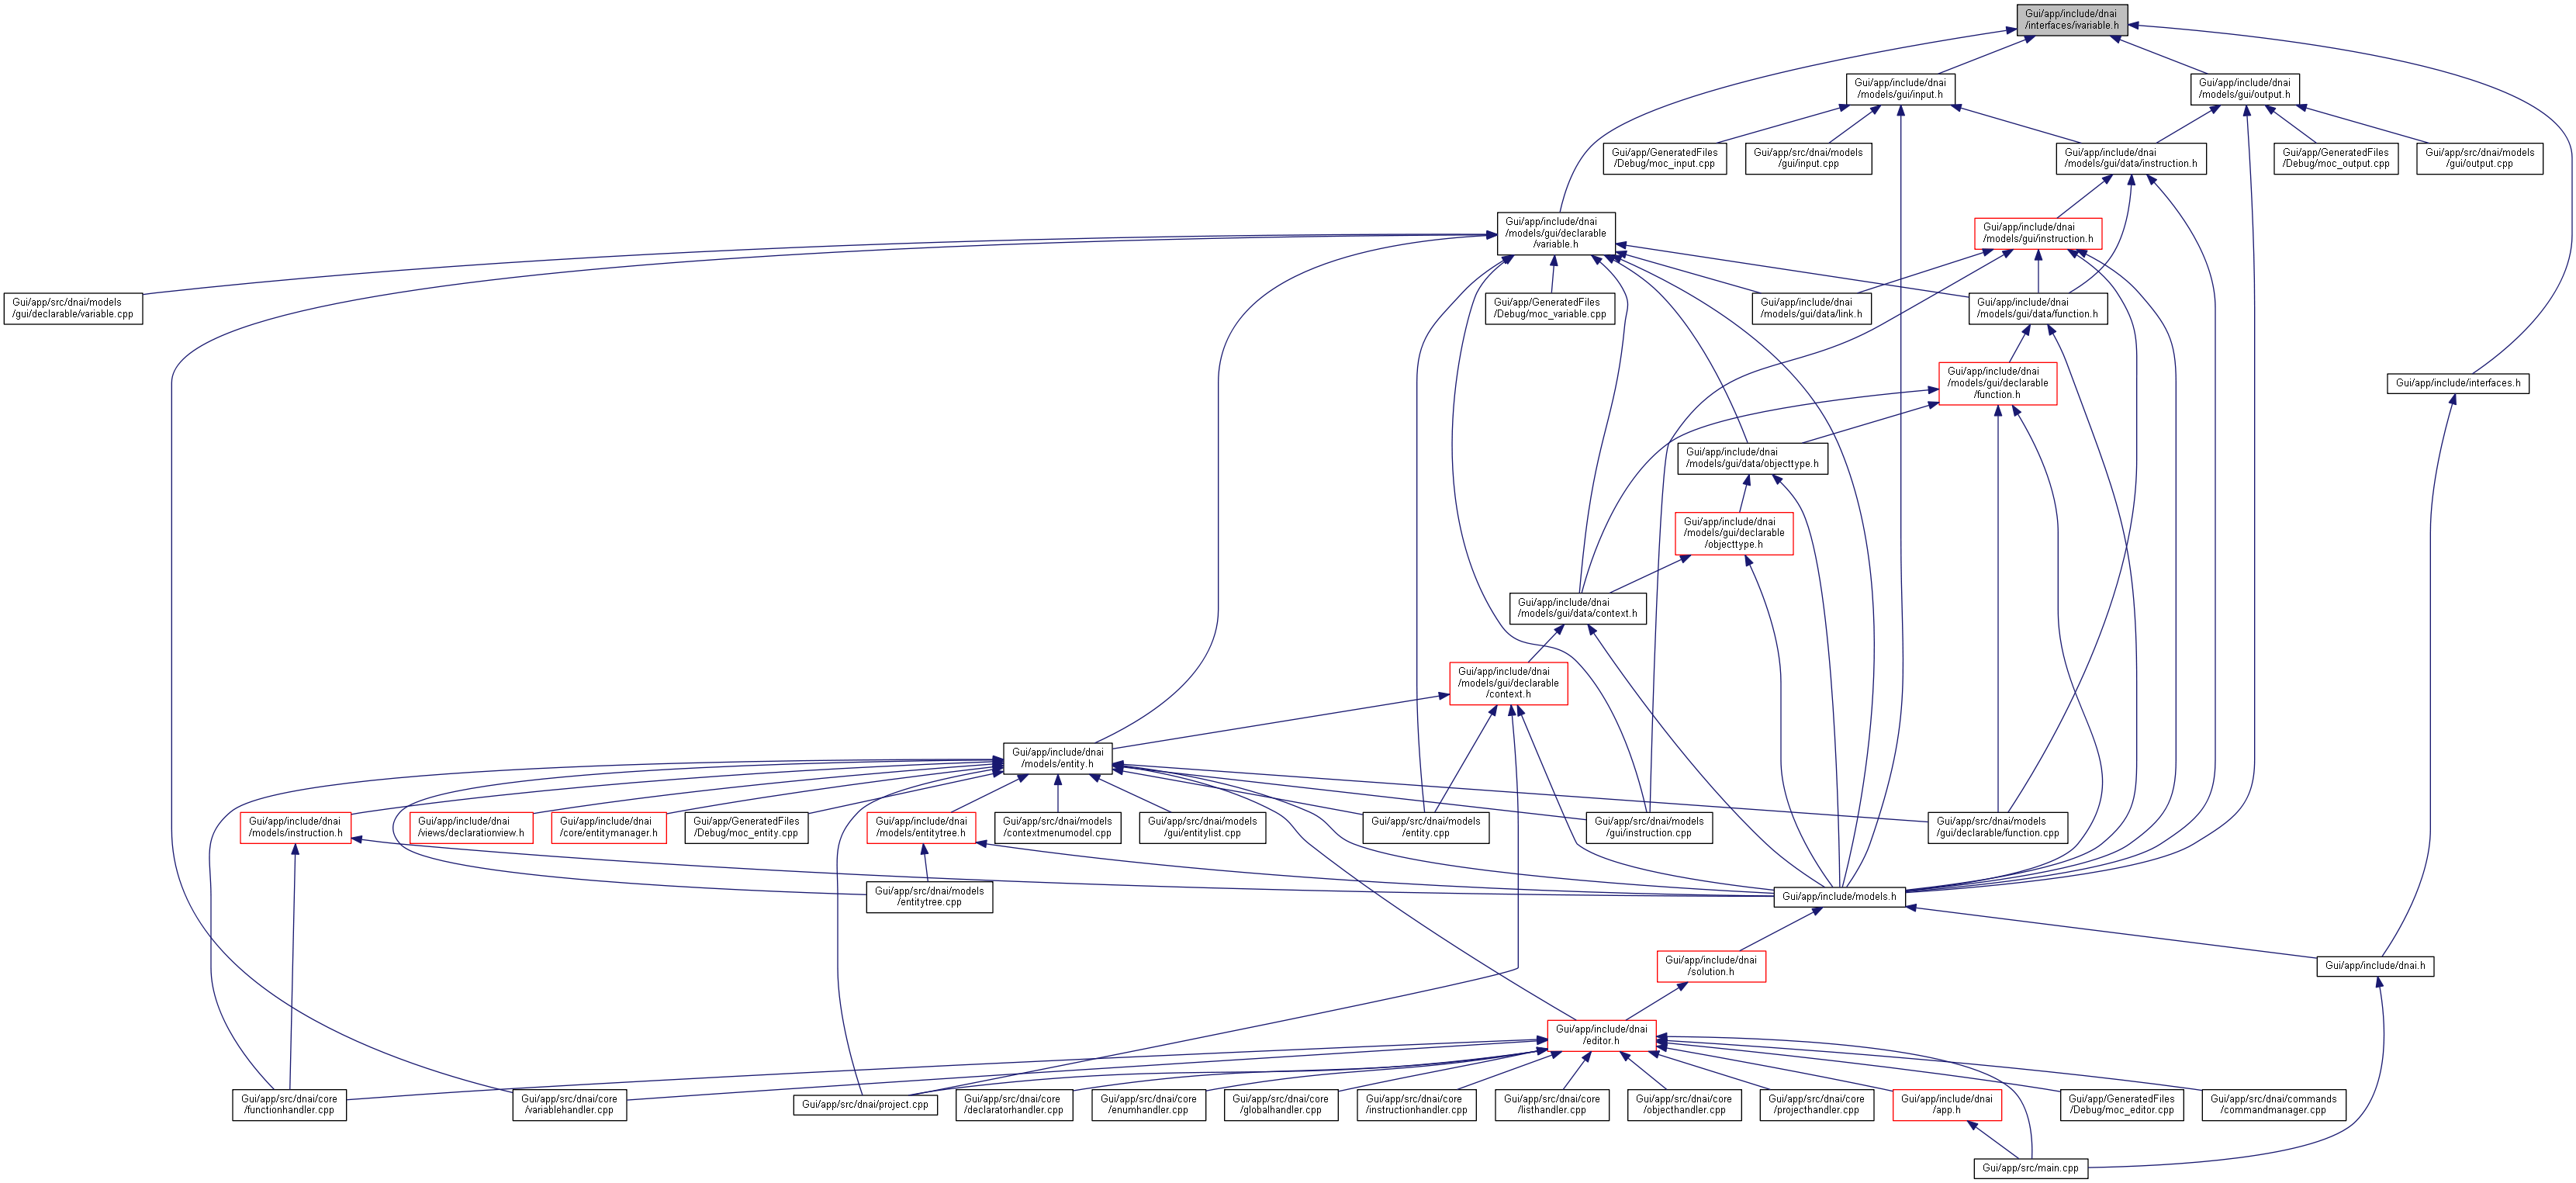 Gui/app/include/dnai
/interfaces/ivariable.h
Gui/app/include/dnai
/models/gui/input.h
Gui/app/include/dnai
/models/gui/output.h
Gui/app/GeneratedFiles
/Debug/moc_input.cpp
Gui/app/src/dnai/models
/gui/input.cpp
Gui/app/include/dnai
/models/gui/data/instruction.h
Gui/app/GeneratedFiles
/Debug/moc_output.cpp
Gui/app/src/dnai/models
/gui/output.cpp
Gui/app/include/dnai
/models/gui/declarable
/variable.h
Gui/app/include/dnai
/models/gui/instruction.h
Gui/app/src/dnai/models
/gui/declarable/variable.cpp
Gui/app/GeneratedFiles
/Debug/moc_variable.cpp
Gui/app/include/dnai
/models/gui/data/link.h
Gui/app/include/dnai
/models/gui/data/function.h
Gui/app/include/dnai
/models/gui/declarable
/function.h
Gui/app/include/interfaces.h
Gui/app/include/dnai
/models/gui/data/objecttype.h
Gui/app/include/dnai
/models/gui/declarable
/objecttype.h
Gui/app/include/dnai
/models/gui/data/context.h
Gui/app/include/dnai
/models/gui/declarable
/context.h
Gui/app/include/dnai
/models/entity.h
Gui/app/include/dnai
/models/instruction.h
Gui/app/include/dnai
/views/declarationview.h
Gui/app/include/dnai
/core/entitymanager.h
Gui/app/GeneratedFiles
/Debug/moc_entity.cpp
Gui/app/include/dnai
/models/entitytree.h
Gui/app/src/dnai/models
/contextmenumodel.cpp
Gui/app/src/dnai/models
/gui/entitylist.cpp
Gui/app/src/dnai/models
/entity.cpp
Gui/app/src/dnai/models
/gui/instruction.cpp
Gui/app/src/dnai/models
/gui/declarable/function.cpp
Gui/app/src/dnai/models
/entitytree.cpp
Gui/app/include/models.h
Gui/app/include/dnai
/solution.h
Gui/app/include/dnai.h
Gui/app/include/dnai
/editor.h
Gui/app/src/dnai/core
/functionhandler.cpp
Gui/app/src/dnai/core
/variablehandler.cpp
Gui/app/src/dnai/project.cpp
Gui/app/src/dnai/core
/declaratorhandler.cpp
Gui/app/src/dnai/core
/enumhandler.cpp
Gui/app/src/dnai/core
/globalhandler.cpp
Gui/app/src/dnai/core
/instructionhandler.cpp
Gui/app/src/dnai/core
/listhandler.cpp
Gui/app/src/dnai/core
/objecthandler.cpp
Gui/app/src/dnai/core
/projecthandler.cpp
Gui/app/include/dnai
/app.h
Gui/app/GeneratedFiles
/Debug/moc_editor.cpp
Gui/app/src/dnai/commands
/commandmanager.cpp
Gui/app/src/main.cpp